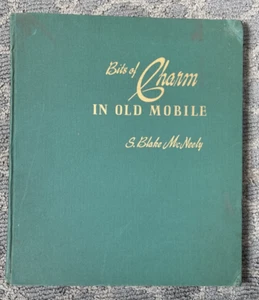 Bits of Charm
IN OLD MOBILE
S. Blake McNeely